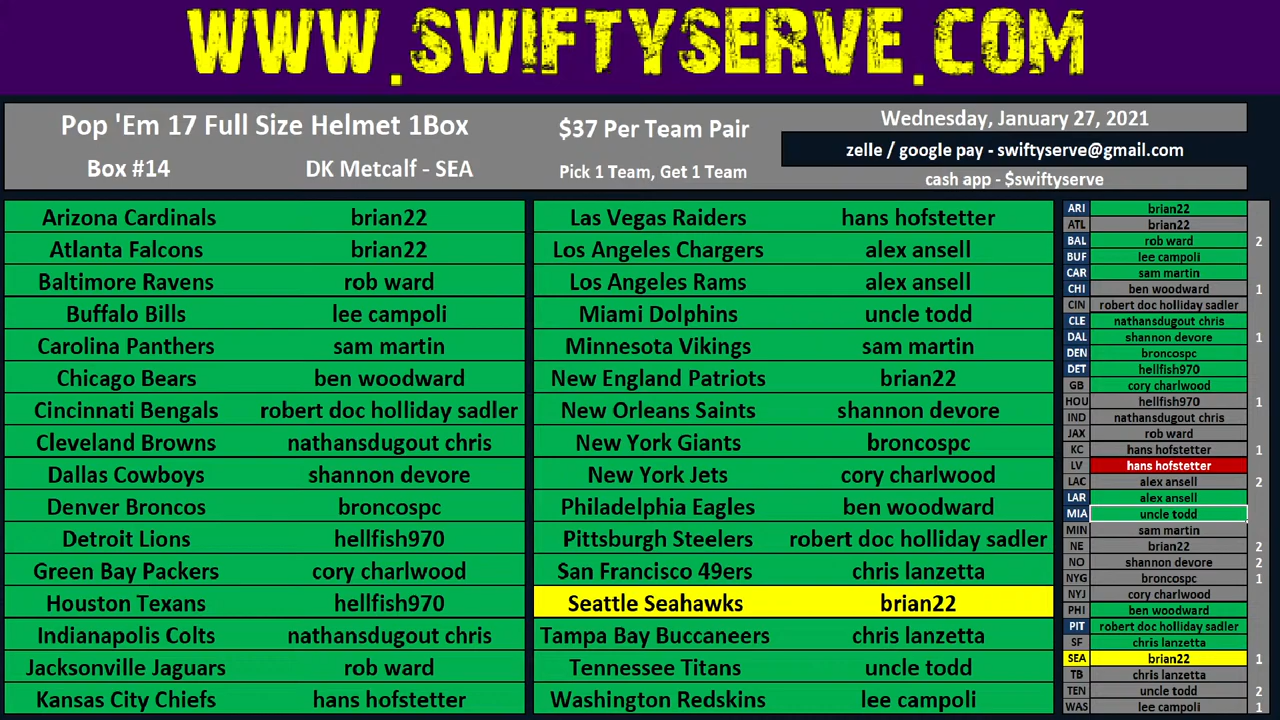 WWW.SWIFTYSERVE.COM
Pop 'Em 17 Full Size Helmet 1Box
Box #14 DK Metcalf - SEA
$37 Per Team Pair
Pick 1 Team, Get 1 Team
Wednesday, January 27, 2021
zelle / google pay - swiftyserve@gmail.com
cash app - $swiftyserve
Arizona Cardinals brian22
Atlanta Falcons brian22
Baltimore Ravens rob ward
Buffalo Bills lee campoli
Carolina Panthers sam martin
Chicago Bears ben woodward
Cincinnati Bengals robert doc holliday sadler
Cleveland Browns nathansdugout chris
Dallas Cowboys shannon devore
Denver Broncos broncospc
Detroit Lions hellfish970
Green Bay Packers cory charlwood
Houston Texans hellfish970
Indianapolis Colts nathansdugout chris
Jacksonville Jaguars rob ward
Kansas City Chiefs hans hofstetter
Las Vegas Raiders hans hofstetter
Los Angeles Chargers alex ansell
Los Angeles Rams alex ansell
Miami Dolphins uncle todd
Minnesota Vikings sam martin
New England Patriots brian22
New Orleans Saints shannon devore
New York Giants broncospc
New York Jets cory charlwood
Philadelphia Eagles ben woodward
Pittsburgh Steelers robert doc holliday sadler
San Francisco 49ers chris lanzetta
Seattle Seahawks brian22
Tampa Bay Buccaneers chris lanzetta
Tennessee Titans uncle todd
Washington Redskins lee campoli
ARI brian22
ATL brian22
BAL rob ward 2
BUF lee campoli
CAR sam martin
CHI ben woodward 1
CIN robert doc holliday sadler
CLE nathansdugout chris
DAL shannon devore 1
DEN broncospc
DET hellfish970
GB cory charlwood
HOU hellfish970 1
IND nathansdugout chris
JAX rob ward
KC hans hofstetter 1
LV hans hofstetter
LAC alex ansell 2
LAR alex ansell
MIA uncle todd
MIN sam martin
NE brian22 2
NO shannon devore 2
NYG broncospc 1
NYJ cory charlwood
PHI ben woodward
PIT robert doc holliday sadler
SF chris lanzetta
SEA brian22 1
TB chris lanzetta
TEN uncle todd 2
WAS lee campoli 1